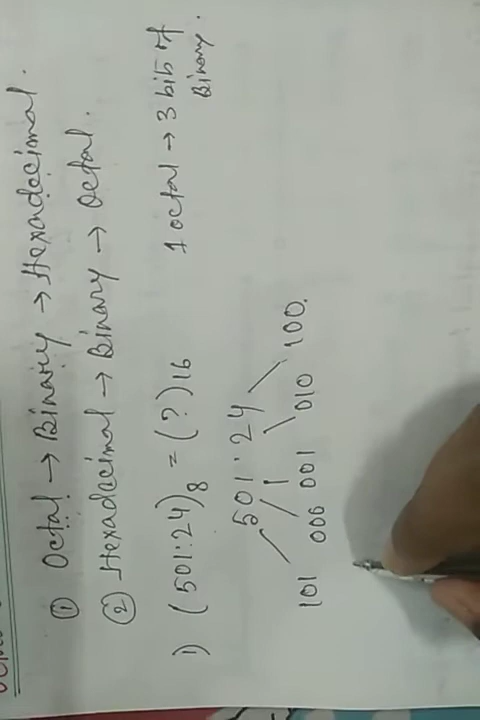 ① Octal → Binary → Hexadecimal.
② Hexadecimal → Binary → Octal.
1) (501.24)8 = (?)16
1 octal → 3 bit of
Binary.
501.24
101 000 001 010 100.